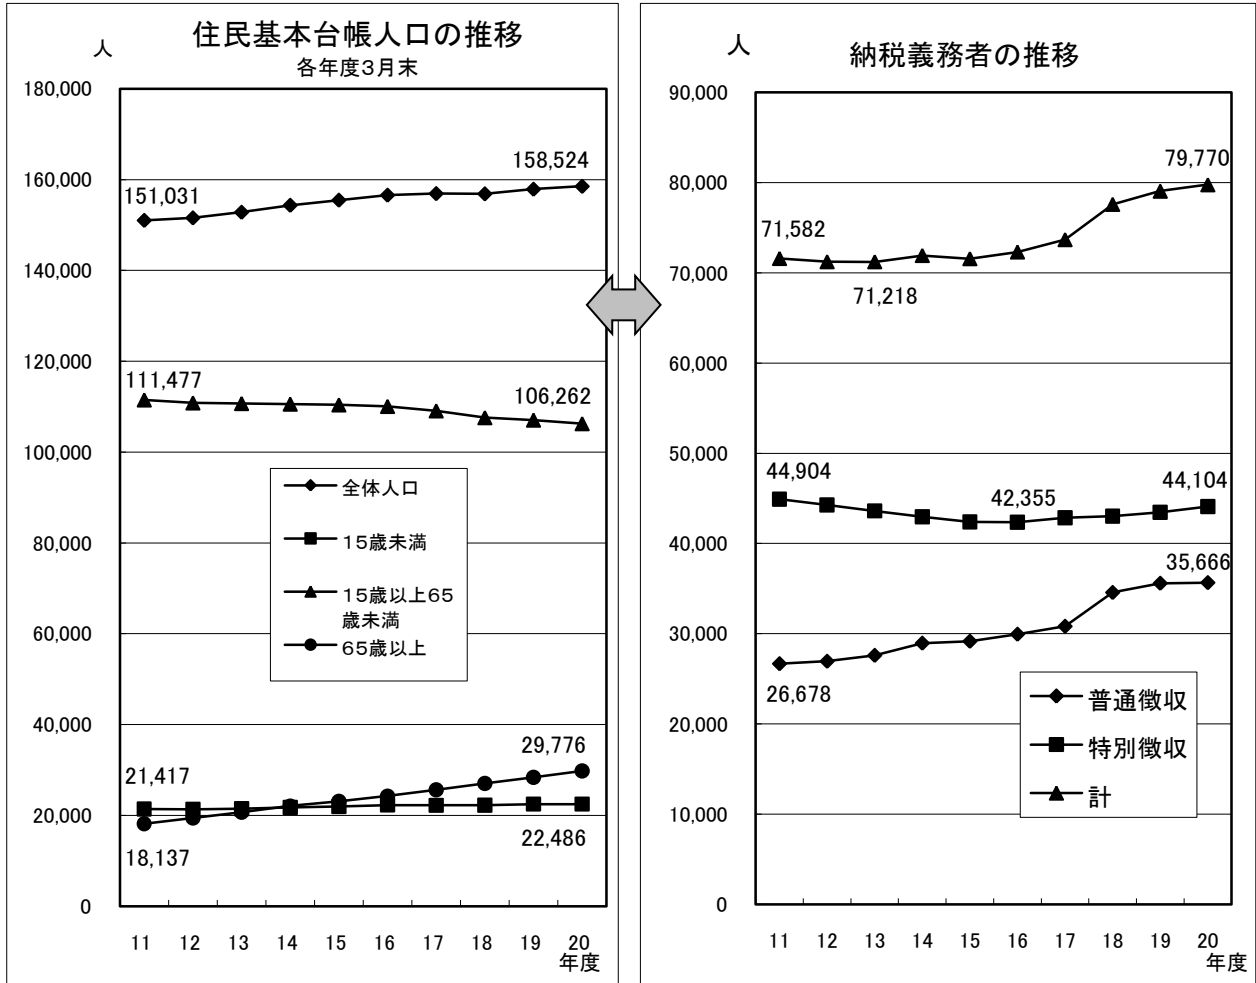 住民基本台帳人口の推移
各年度3月末
人
180,000
160,000
140,000
120,000
100,000
80,000
60,000
40,000
20,000
0
151,031
158,524
111,477
106,262
21,417
29,776
18,137
22,486
全体人口
15歳未満
15歳以上65
歳未満
65歳以上
11 12 13 14 15 16 17 18 19 20
年度
納税義務者の推移
人
90,000
80,000
70,000
60,000
50,000
40,000
30,000
20,000
10,000
0
79,770
71,582
71,218
44,904
42,355
44,104
35,666
26,678
普通徴収
特別徴収
計
11 12 13 14 15 16 17 18 19 20
年度